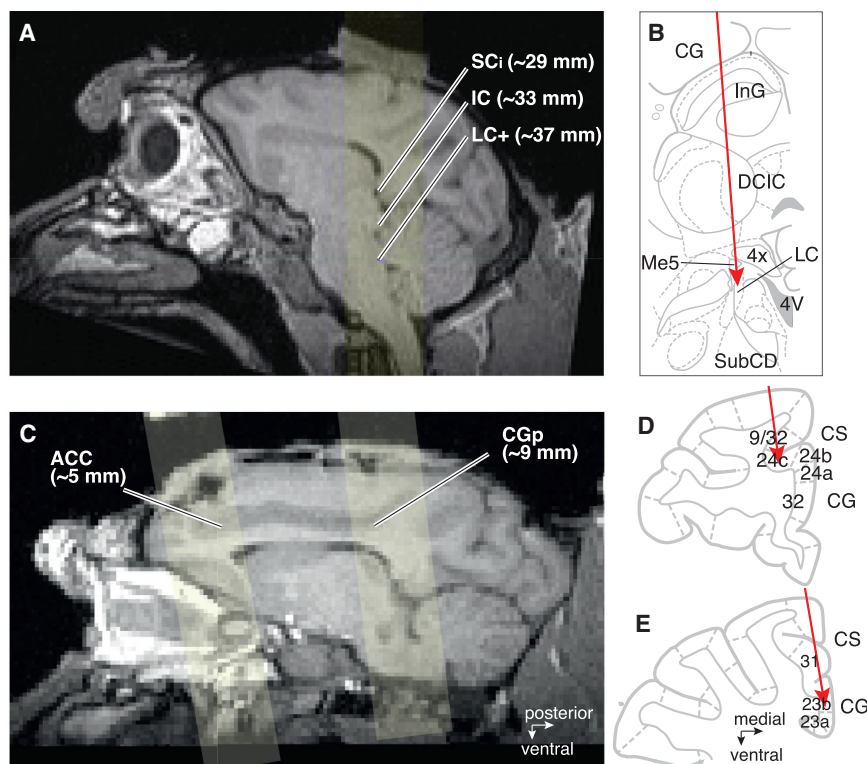 A
SCi (~29 mm)
IC (~33 mm)
LC+ (~37 mm)
B
CG
InG
DCIC
Me5
4x
LC
4V
SubCD
C
ACC
(~5 mm)
CGp
(~9 mm)
posterior
ventral
D
9/32
CS
24c
24b
24a
32
CG
E
CS
31
23b
CG
23a
medial
ventral